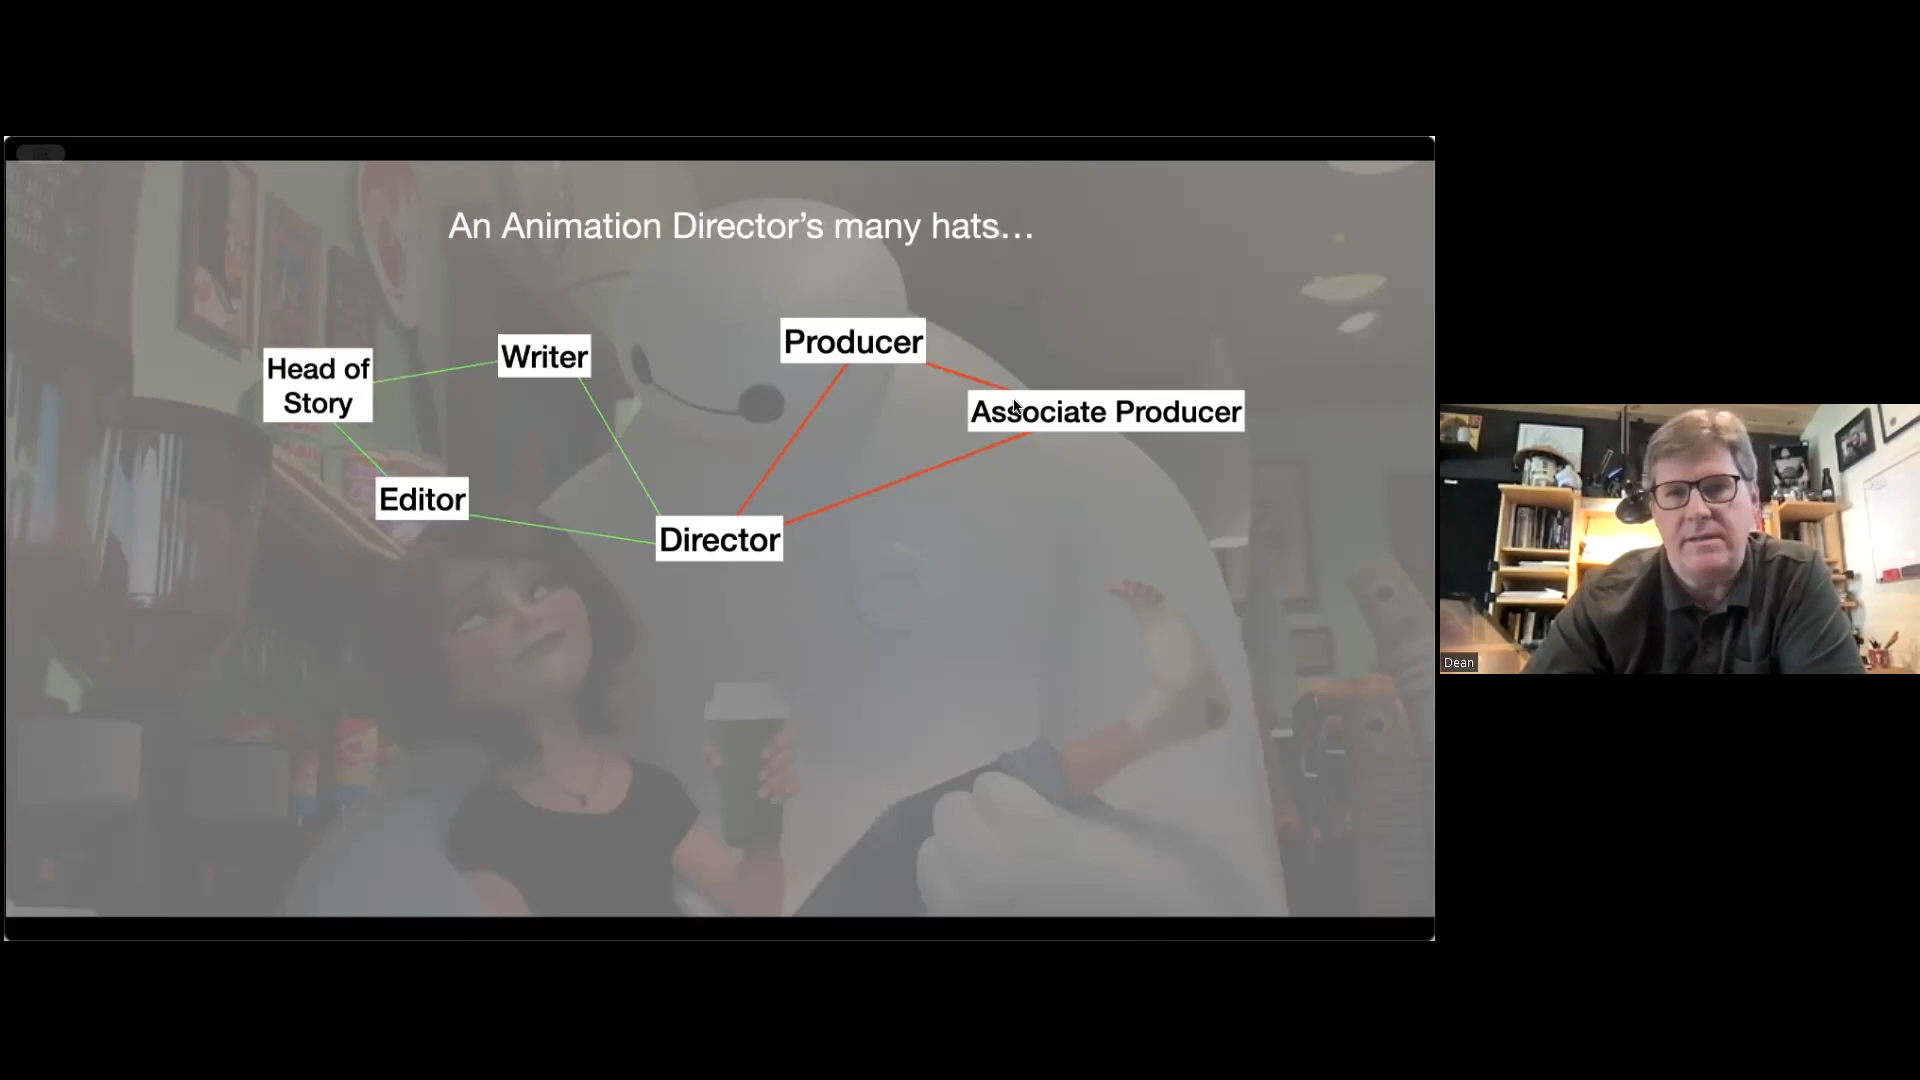 An Animation Director’s many hats…
Producer
Writer
Head of
Story
Associate Producer
Editor
Director
Dean